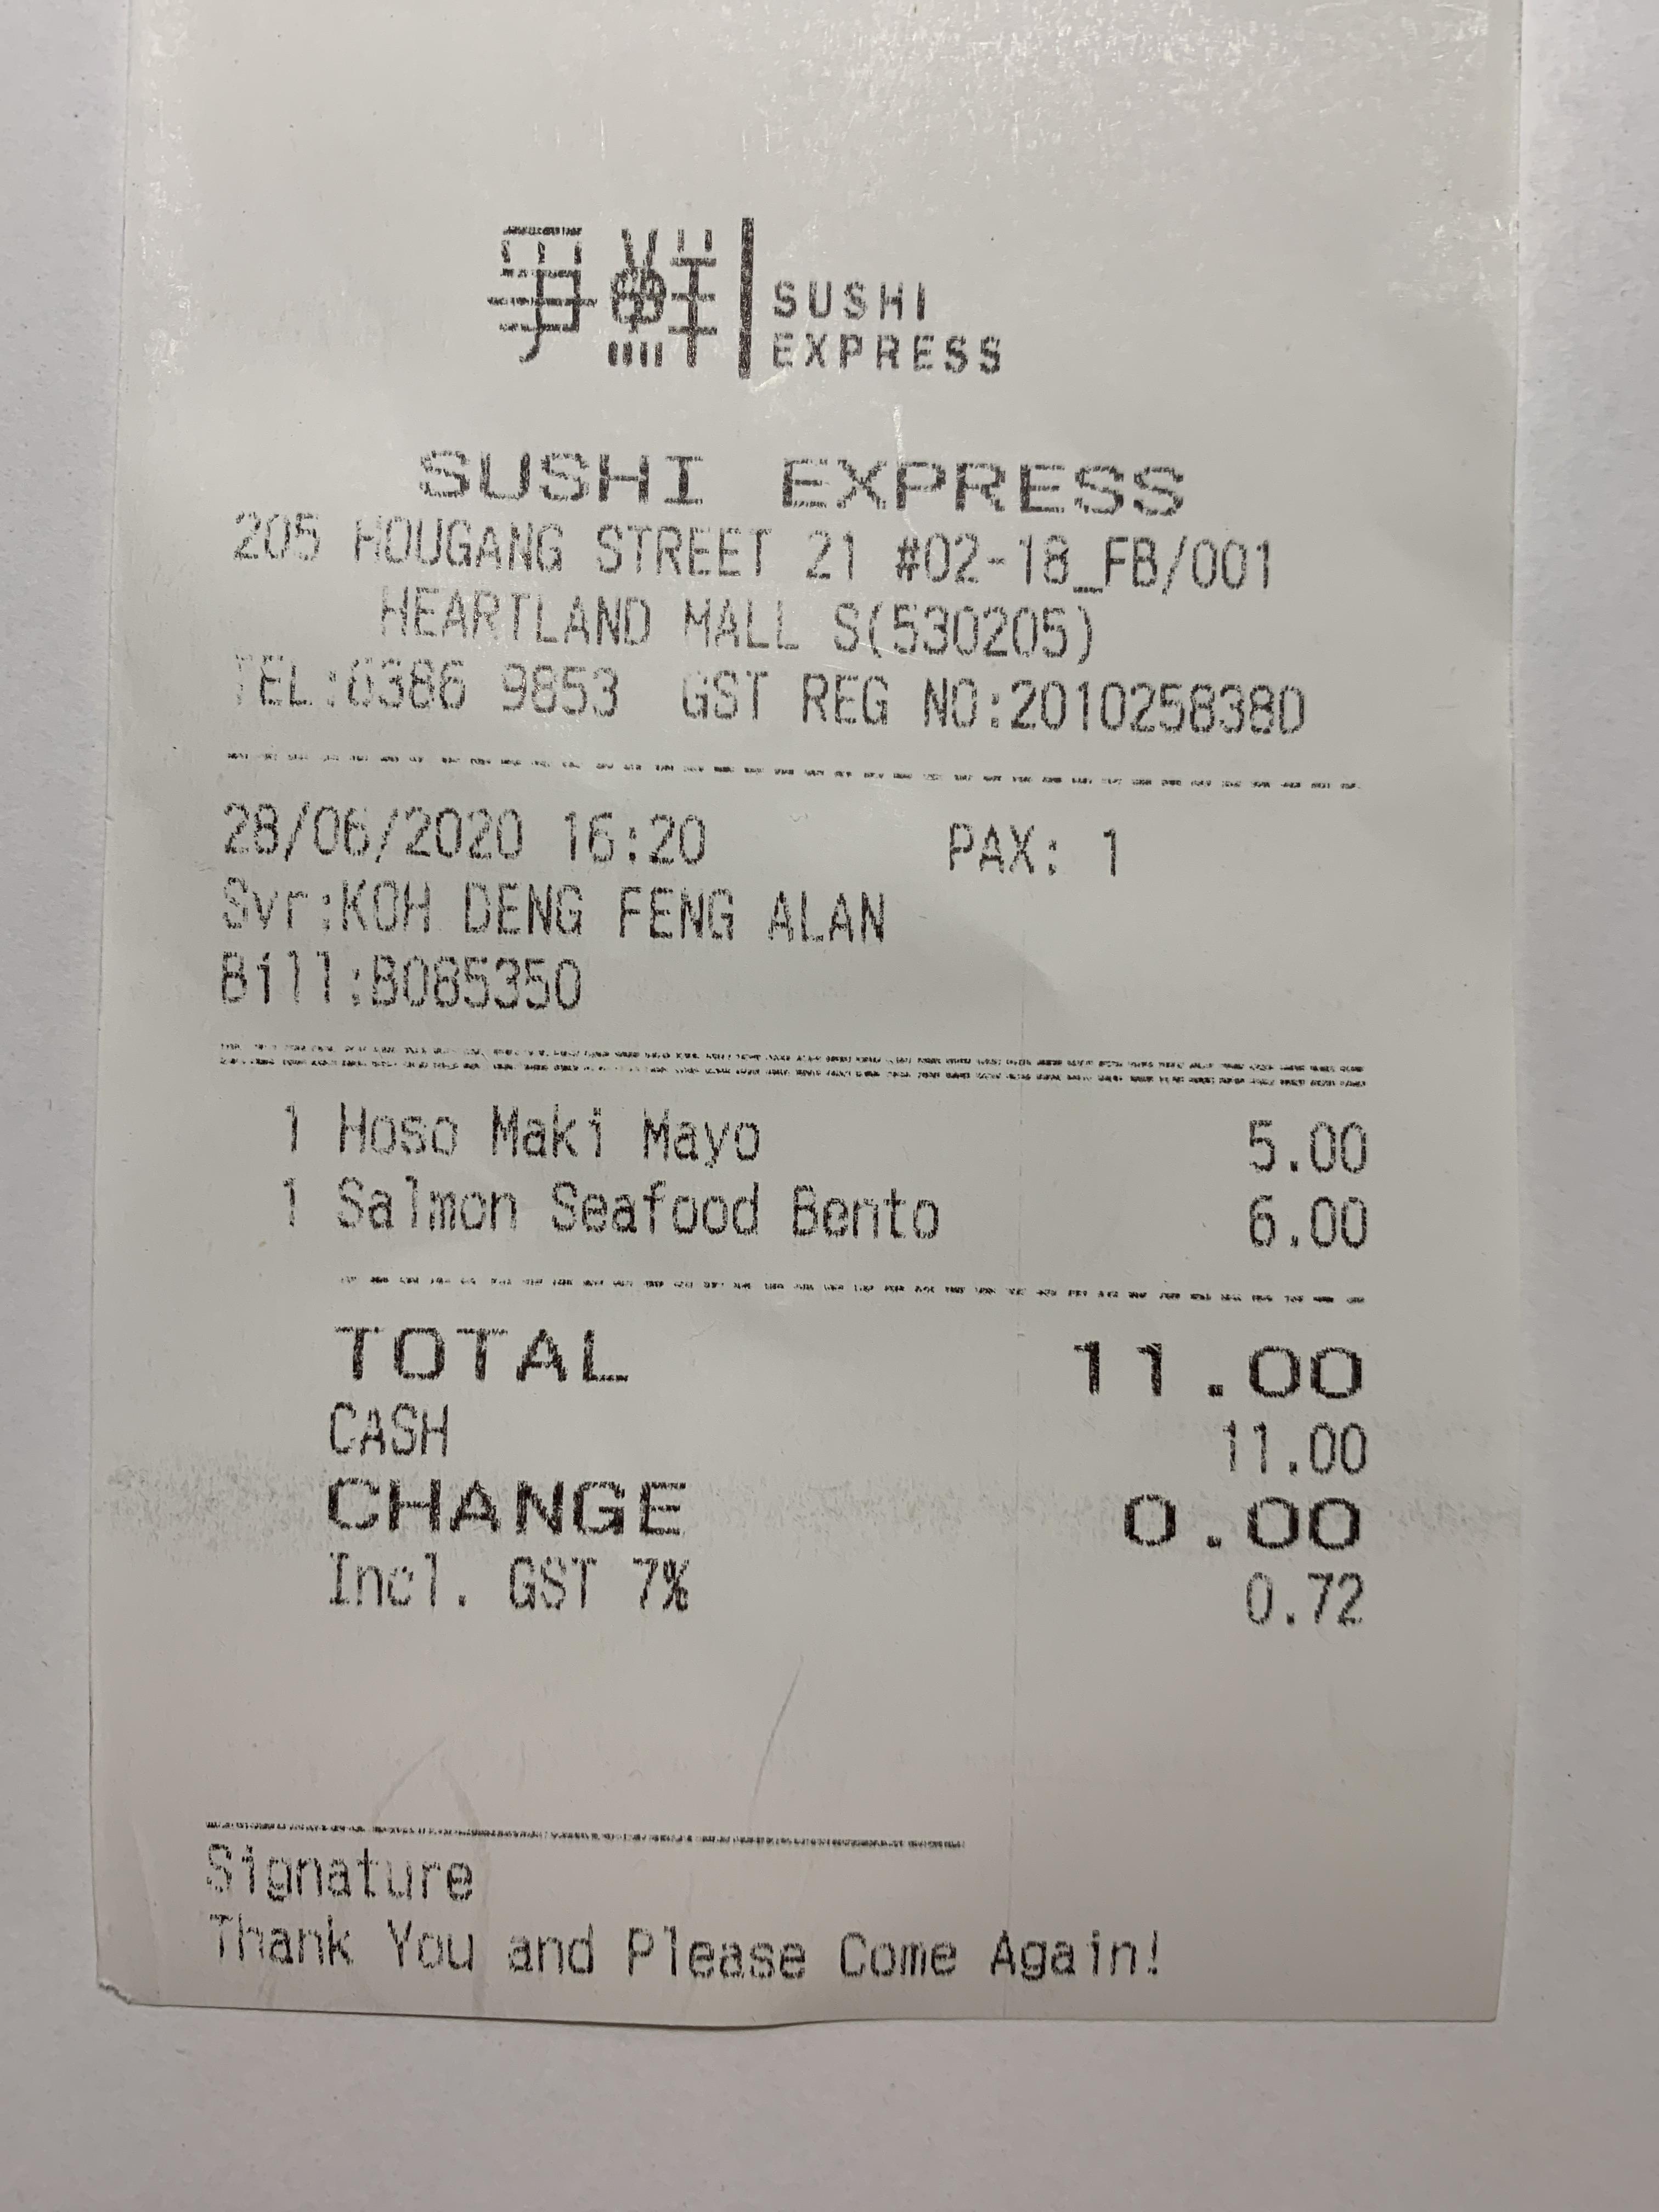 爭鮮
SUSHI
EXPRESS
SUSHI EXPRESS
205 HOUGANG STREET 21 #02-18_FB/001
HEARTLAND MALL S(530205)
TEL:6386 9853 GST REG NO:201025838D
28/06/2020 16:20 PAX: 1
Svr:KOH DENG FENG ALAN
Bill:B085350
1 Hoso Maki Mayo 5.00
1 Salmon Seafood Bento 6.00
TOTAL 11.00
CASH 11.00
CHANGE 0.00
Incl. GST 7% 0.72
Signature
Thank You and Please Come Again!